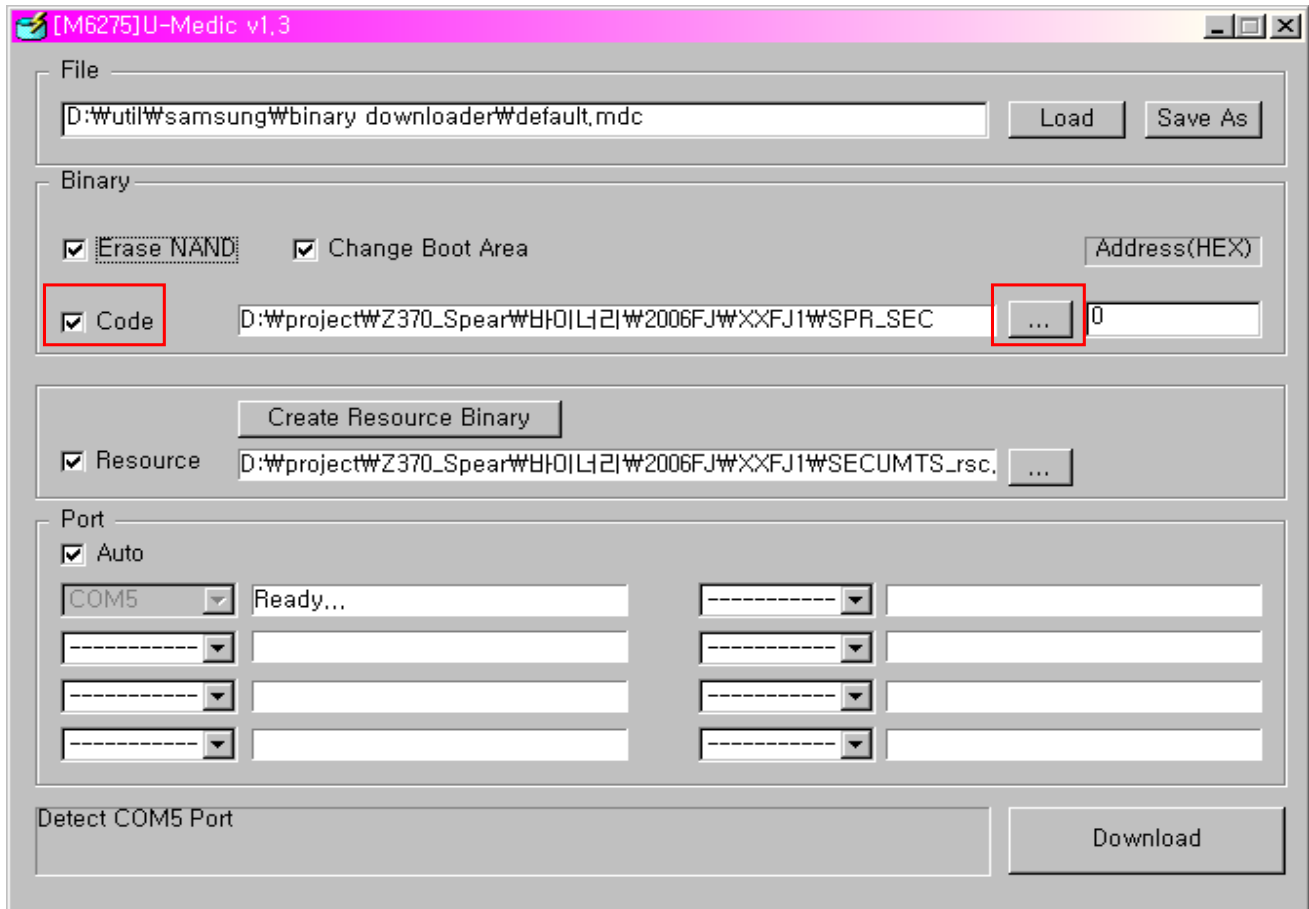 [M6275]U-Medic v1.3
File
D:₩util₩samsung₩binary downloader₩default.mdc Load Save As
Binary
Erase NAND Change Boot Area Address(HEX)
Code D:₩project₩Z370_Spear₩바이너리₩2006FJ₩XXFJ1₩SPR_SEC ... 0
Create Resource Binary
Resource D:₩project₩Z370_Spear₩바이너리₩2006FJ₩XXFJ1₩SECUMTS_rsc. ...
Port
Auto
COM5 Ready... -----------
----------- -----------
----------- -----------
----------- -----------
Detect COM5 Port Download